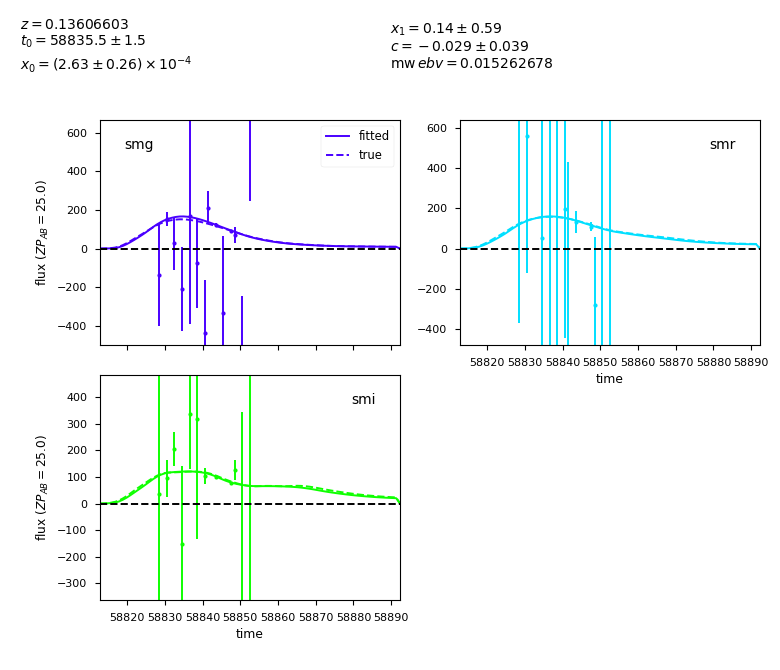 z = 0.13606603
t₀ = 58835.5 ± 1.5
x₀ = (2.63 ± 0.26) × 10⁻⁴
x₁ = 0.14 ± 0.59
c = −0.029 ± 0.039
mw ebv = 0.015262678
smg
fitted
true
600
400
200
0
−200
−400
flux (ZP_AB = 25.0)
smr
600
400
200
0
−200
−400
58820 58830 58840 58850 58860 58870 58880 58890
time
smi
400
300
200
100
0
−100
−200
−300
flux (ZP_AB = 25.0)
58820 58830 58840 58850 58860 58870 58880 58890
time